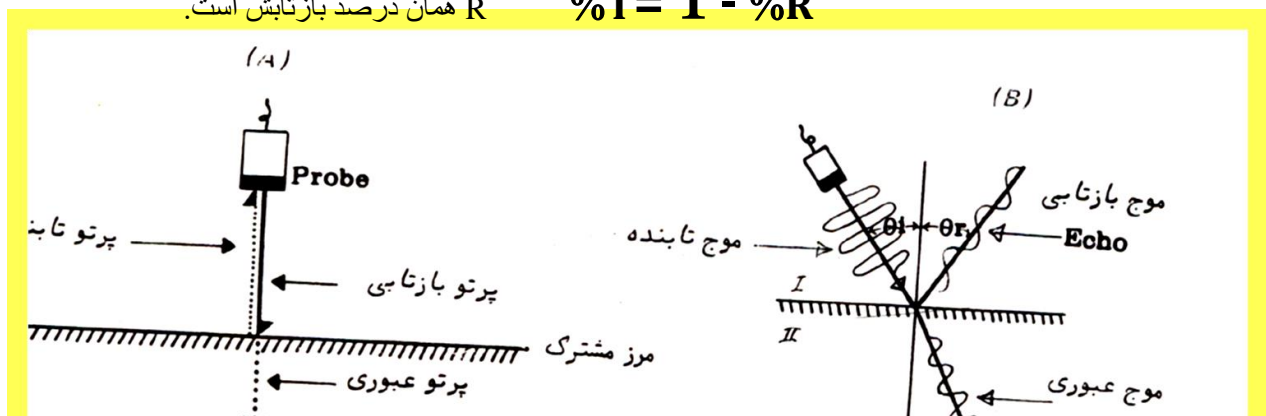 %T = 1 - %R R همان درصد بازتابش است.
(A)
(B)
Probe
موج بازتابی
پرتو
موج تابنده
θi
θr
Echo
پرتو بازتابی
I
II
مرز مشترک
پرتو عبوری
موج عبوری